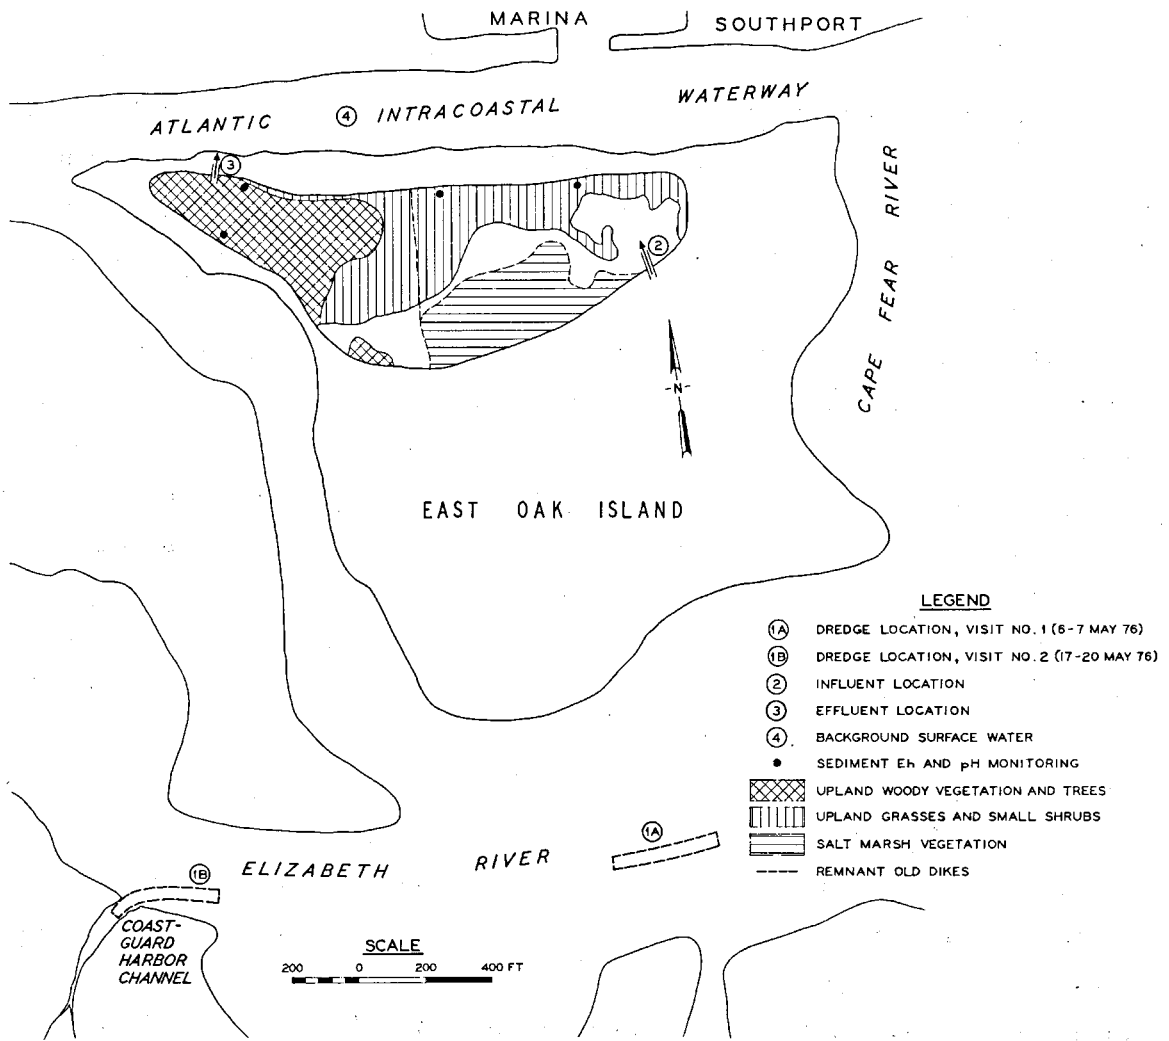 MARINA
SOUTHPORT
ATLANTIC 4 INTRACOASTAL WATERWAY
3
2
CAPE FEAR RIVER
-N-
EAST OAK ISLAND
LEGEND
1A DREDGE LOCATION, VISIT NO. 1 (6-7 MAY 76)
1B DREDGE LOCATION, VISIT NO. 2 (17-20 MAY 76)
2 INFLUENT LOCATION
3 EFFLUENT LOCATION
4 BACKGROUND SURFACE WATER
SEDIMENT Eh AND pH MONITORING
UPLAND WOODY VEGETATION AND TREES
UPLAND GRASSES AND SMALL SHRUBS
SALT MARSH VEGETATION
REMNANT OLD DIKES
1A
ELIZABETH RIVER
1B
COAST-
GUARD
HARBOR
CHANNEL
SCALE
200 0 200 400 FT